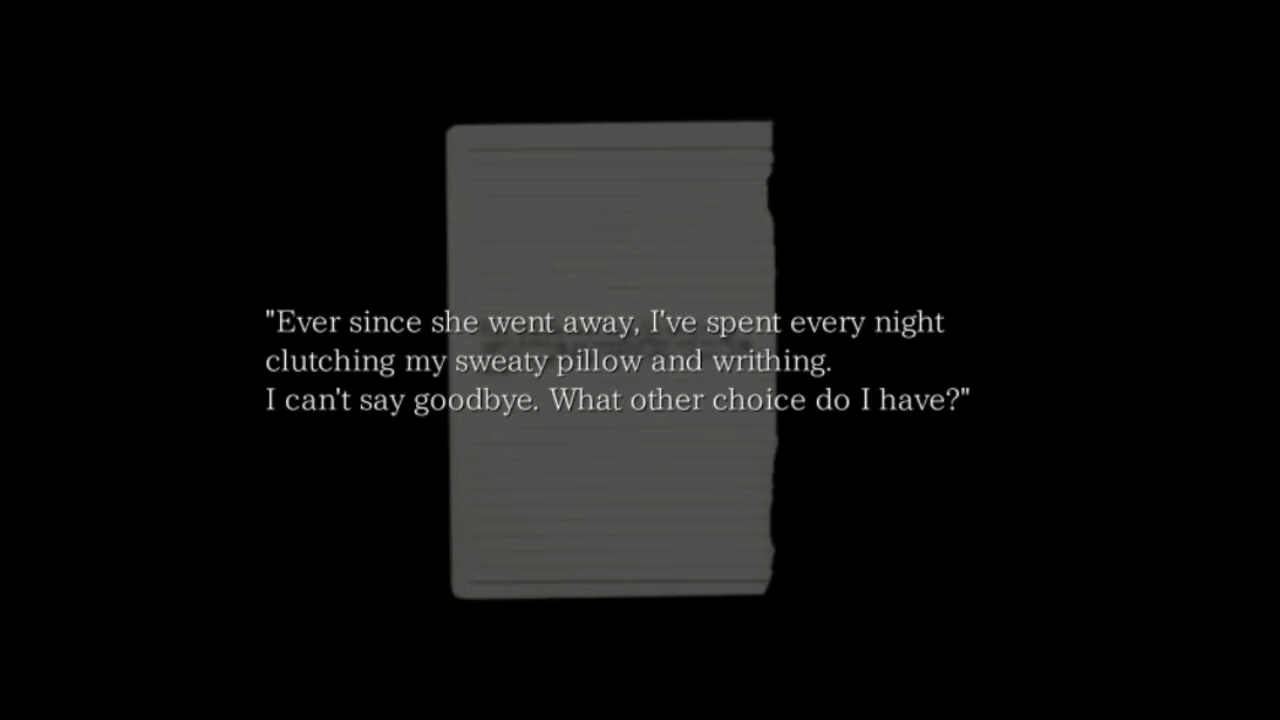 "Ever since she went away, I've spent every night
clutching my sweaty pillow and writhing.
I can't say goodbye. What other choice do I have?"